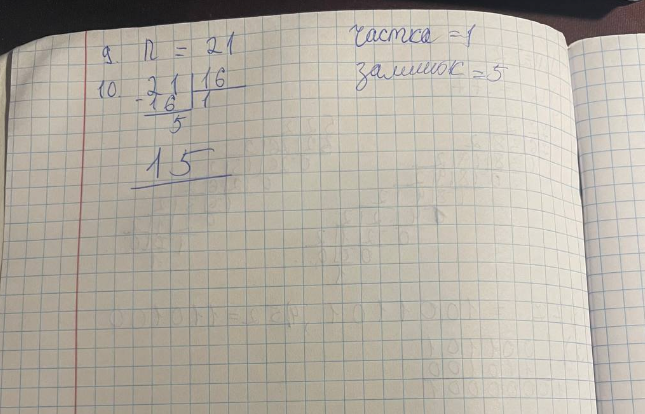 9. п = 21
частка = 1
10. 21 | 16
залишок = 5
- 16 | 1
5
15